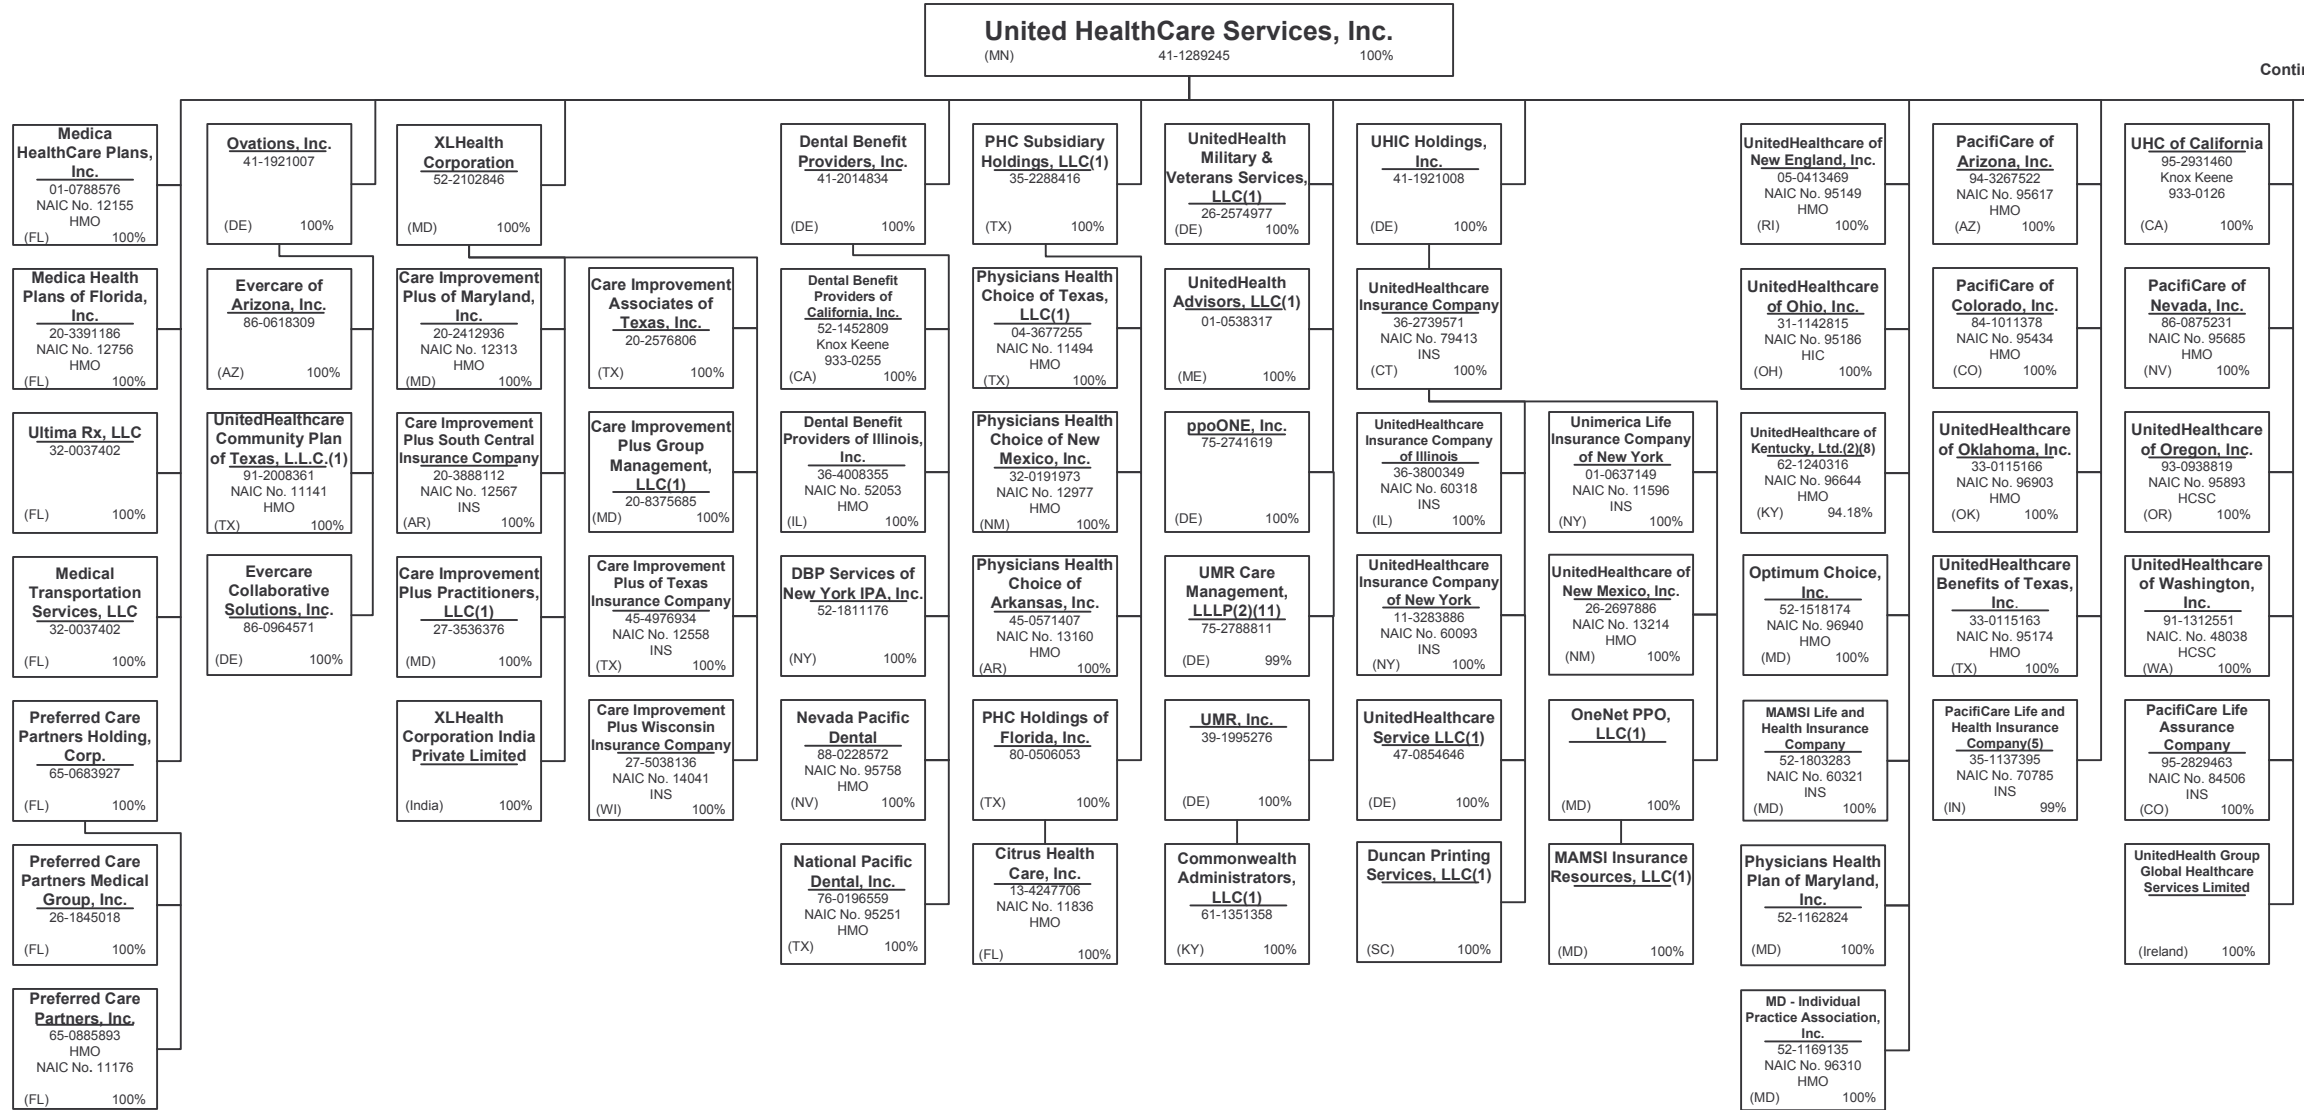 United HealthCare Services, Inc.
(MN) 41-1289245 100%
Contin
Medica
HealthCare Plans,
Inc.
01-0788576
NAIC No. 12155
HMO
(FL) 100%
Medica Health
Plans of Florida,
Inc.
20-3391186
NAIC No. 12756
HMO
(FL) 100%
Ultima Rx, LLC
32-0037402
(FL) 100%
Medical
Transportation
Services, LLC
32-0037402
(FL) 100%
Preferred Care
Partners Holding,
Corp.
65-0683927
(FL) 100%
Preferred Care
Partners Medical
Group, Inc.
26-1845018
(FL) 100%
Preferred Care
Partners, Inc.
65-0885893
HMO
NAIC No. 11176
(FL) 100%
Ovations, Inc.
41-1921007
(DE) 100%
Evercare of
Arizona, Inc.
86-0618309
(AZ) 100%
UnitedHealthcare
Community Plan
of Texas, L.L.C.(1)
91-2008361
NAIC No. 11141
HMO
(TX) 100%
Evercare
Collaborative
Solutions, Inc.
86-0964571
(DE) 100%
XLHealth
Corporation
52-2102846
(MD) 100%
Care Improvement
Plus of Maryland,
Inc.
20-2412936
NAIC No. 12313
HMO
(MD) 100%
Care Improvement
Plus South Central
Insurance Company
20-3888112
NAIC No. 12567
INS
(AR) 100%
Care Improvement
Plus Practitioners,
LLC(1)
27-3536376
(MD) 100%
XLHealth
Corporation India
Private Limited
(India) 100%
Care Improvement
Associates of
Texas, Inc.
20-2576806
(TX) 100%
Care Improvement
Plus Group
Management,
LLC(1)
20-8375685
(MD) 100%
Care Improvement
Plus of Texas
Insurance Company
45-4976934
NAIC No. 12558
INS
(TX) 100%
Care Improvement
Plus Wisconsin
Insurance Company
27-5038136
NAIC No. 14041
INS
(WI) 100%
Dental Benefit
Providers, Inc.
41-2014834
(DE) 100%
Dental Benefit
Providers of
California, Inc.
52-1452809
Knox Keene
933-0255
(CA) 100%
Dental Benefit
Providers of Illinois,
Inc.
36-4008355
NAIC No. 52053
HMO
(IL) 100%
DBP Services of
New York IPA, Inc.
52-1811176
(NY) 100%
Nevada Pacific
Dental
88-0228572
NAIC No. 95758
HMO
(NV) 100%
National Pacific
Dental, Inc.
76-0196559
NAIC No. 95251
HMO
(TX) 100%
PHC Subsidiary
Holdings, LLC(1)
35-2288416
(TX) 100%
Physicians Health
Choice of Texas,
LLC(1)
04-3677255
NAIC No. 11494
HMO
(TX) 100%
Physicians Health
Choice of New
Mexico, Inc.
32-0191973
NAIC No. 12977
HMO
(NM) 100%
Physicians Health
Choice of
Arkansas, Inc.
45-0571407
NAIC No. 13160
HMO
(AR) 100%
PHC Holdings of
Florida, Inc.
80-0506053
(TX) 100%
Citrus Health
Care, Inc.
13-4247706
NAIC No. 11836
HMO
(FL) 100%
UnitedHealth
Military &
Veterans Services,
LLC(1)
26-2574977
(DE) 100%
UnitedHealth
Advisors, LLC(1)
01-0538317
(ME) 100%
ppoONE, Inc.
75-2741619
(DE) 100%
UMR Care
Management,
LLLP(2)(11)
75-2788811
(DE) 99%
UMR, Inc.
39-1995276
(DE) 100%
Commonwealth
Administrators,
LLC(1)
61-1351358
(KY) 100%
UHIC Holdings,
Inc.
41-1921008
(DE) 100%
UnitedHealthcare
Insurance Company
36-2739571
NAIC No. 79413
INS
(CT) 100%
UnitedHealthcare
Insurance Company
of Illinois
36-3800349
NAIC No. 60318
INS
(IL) 100%
UnitedHealthcare
Insurance Company
of New York
11-3283886
NAIC No. 60093
INS
(NY) 100%
UnitedHealthcare
Service LLC(1)
47-0854646
(DE) 100%
Duncan Printing
Services, LLC(1)
(SC) 100%
Unimerica Life
Insurance Company
of New York
01-0637149
NAIC No. 11596
INS
(NY) 100%
UnitedHealthcare of
New Mexico, Inc.
26-2697886
NAIC No. 13214
HMO
(NM) 100%
OneNet PPO,
LLC(1)
(MD) 100%
MAMSI Insurance
Resources, LLC(1)
(MD) 100%
UnitedHealthcare of
New England, Inc.
05-0413469
NAIC No. 95149
HMO
(RI) 100%
UnitedHealthcare
of Ohio, Inc.
31-1142815
NAIC No. 95186
HIC
(OH) 100%
UnitedHealthcare of
Kentucky, Ltd.(2)(8)
62-1240316
NAIC No. 96644
HMO
(KY) 94.18%
Optimum Choice,
Inc.
52-1518174
NAIC No. 96940
HMO
(MD) 100%
MAMSI Life and
Health Insurance
Company
52-1803283
NAIC No. 60321
INS
(MD) 100%
Physicians Health
Plan of Maryland,
Inc.
52-1162824
(MD) 100%
MD - Individual
Practice Association,
Inc.
52-1169135
NAIC No. 96310
HMO
(MD) 100%
PacifiCare of
Arizona, Inc.
94-3267522
NAIC No. 95617
HMO
(AZ) 100%
PacifiCare of
Colorado, Inc.
84-1011378
NAIC No. 95434
HMO
(CO) 100%
UnitedHealthcare
of Oklahoma, Inc.
33-0115166
NAIC No. 96903
HMO
(OK) 100%
UnitedHealthcare
Benefits of Texas,
Inc.
33-0115163
NAIC No. 95174
HMO
(TX) 100%
PacifiCare Life and
Health Insurance
Company(5)
35-1137395
NAIC No. 70785
INS
(IN) 99%
UHC of California
95-2931460
Knox Keene
933-0126
(CA) 100%
PacifiCare of
Nevada, Inc.
86-0875231
NAIC No. 95685
HMO
(NV) 100%
UnitedHealthcare
of Oregon, Inc.
93-0938819
NAIC No. 95893
HCSC
(OR) 100%
UnitedHealthcare
of Washington,
Inc.
91-1312551
NAIC. No. 48038
HCSC
(WA) 100%
PacifiCare Life
Assurance
Company
95-2829463
NAIC No. 84506
INS
(CO) 100%
UnitedHealth Group
Global Healthcare
Services Limited
(Ireland) 100%